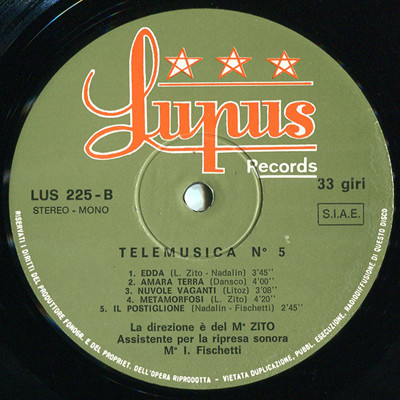 Lupus
Records
LUS 225-B
STEREO - MONO
33 giri
S.I.A.E.
TELEMUSICA N° 5
1. EDDA (L. Zito - Nadalin) 3'45"
2. AMARA TERRA (Dansco) 4'00"
3. NUVOLE VAGANTI (Litoz) 3'08"
4. METAMORFOSI (L. Zito) 4'20"
5. IL POSTIGLIONE (Nadalin - Fischetti) 2'45"
La direzione è del M° ZITO
Assistente per la ripresa sonora
M° I. Fischetti
RISERVATI I DIRITTI DEL PRODUTTORE FONOGR. E DEL PROPRIET. DELL'OPERA RIPRODOTTA - VIETATA DUPLICAZIONE, PUBBL. ESECUZIONE, RADIODIFFUSIONE DI QUESTO DISCO